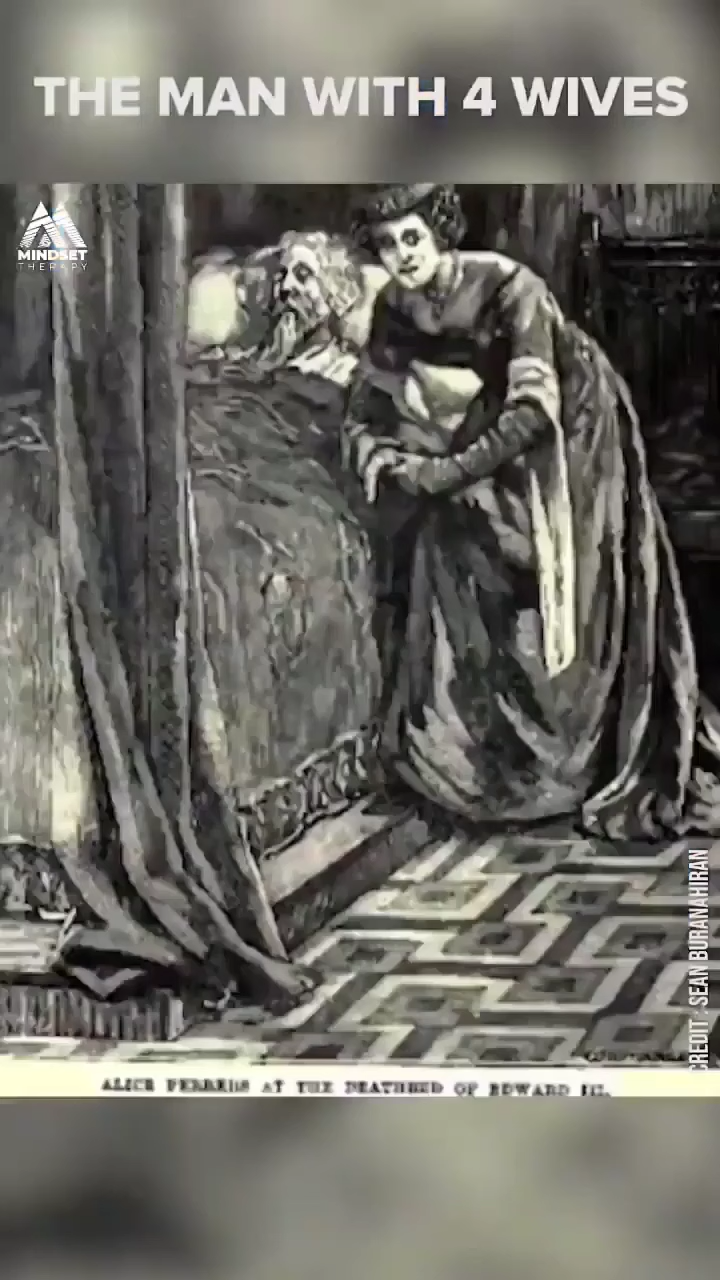 THE MAN WITH 4 WIVES
MINDSET
THERAPY
CREDIT : SEAN BURANAHIRAN
ALICE PERRERS AT THE DEATHBED OF EDWARD III.